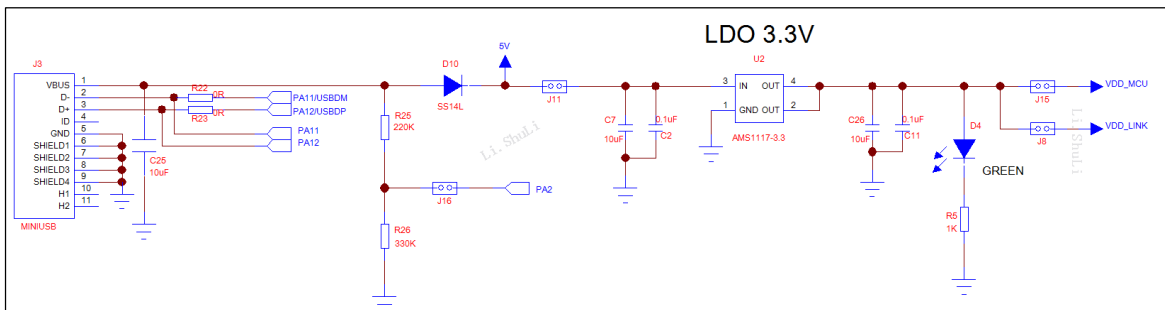 LDO 3.3V
J3
VBUS
1
D-
2
D+
3
ID
4
GND
5
SHIELD1
6
SHIELD2
7
SHIELD3
8
SHIELD4
9
H1
10
H2
11
MINIUSB
C25
10uF
R22
0R
R23
0R
PA11/USBDM
PA12/USBDP
PA11
PA12
R25
220K
R26
330K
J16
PA2
D10
SS14L
5V
J11
Li.ShuLi
C7
10uF
0.1uF
C2
U2
3
IN
OUT
4
1
GND
OUT
2
AMS1117-3.3
C26
10uF
0.1uF
C11
D4
GREEN
R5
1K
J15
VDD_MCU
J8
VDD_LINK
Li.ShuLi